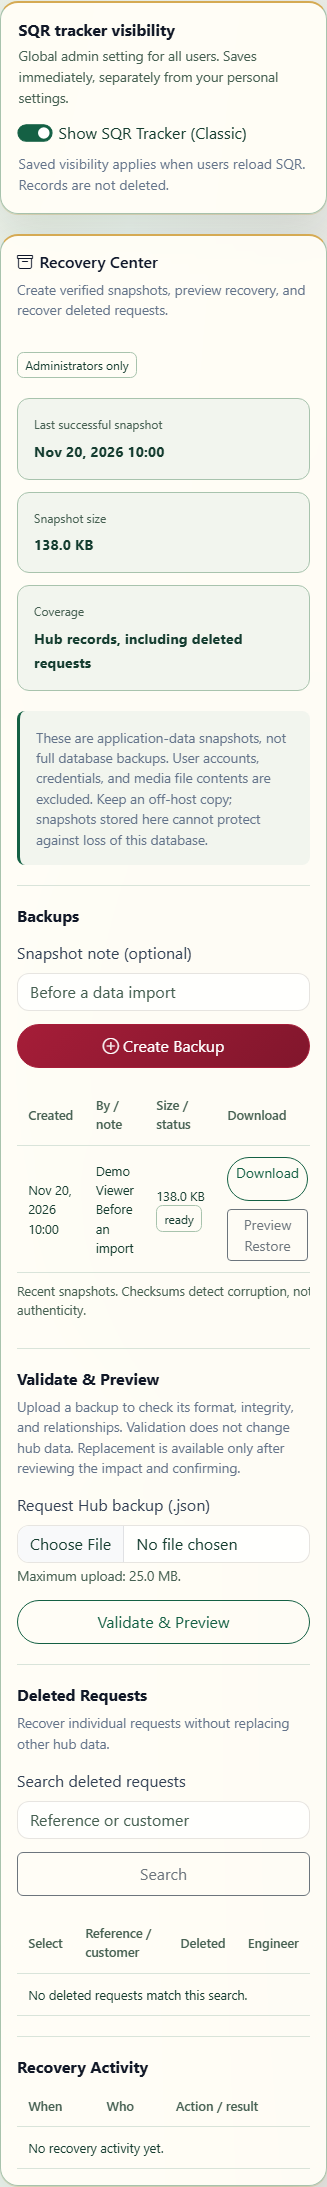 SQR tracker visibility
Global admin setting for all users. Saves
immediately, separately from your personal
settings.
Show SQR Tracker (Classic)
Saved visibility applies when users reload SQR.
Records are not deleted.
Recovery Center
Create verified snapshots, preview recovery, and
recover deleted requests.
Administrators only
Last successful snapshot
Nov 20, 2026 10:00
Snapshot size
138.0 KB
Coverage
Hub records, including deleted
requests
These are application-data snapshots, not
full database backups. User accounts,
credentials, and media file contents are
excluded. Keep an off-host copy;
snapshots stored here cannot protect
against loss of this database.
Backups
Snapshot note (optional)
Before a data import
Create Backup
Created
By /
note
Size /
status
Download
Nov 20,
2026
10:00
Demo
Viewer
Before
an
import
138.0 KB
ready
Download
Preview
Restore
Recent snapshots. Checksums detect corruption, not
authenticity.
Validate & Preview
Upload a backup to check its format, integrity,
and relationships. Validation does not change
hub data. Replacement is available only after
reviewing the impact and confirming.
Request Hub backup (.json)
Choose File No file chosen
Maximum upload: 25.0 MB.
Validate & Preview
Deleted Requests
Recover individual requests without replacing
other hub data.
Search deleted requests
Reference or customer
Search
Select
Reference /
customer
Deleted
Engineer
No deleted requests match this search.
Recovery Activity
When Who Action / result
No recovery activity yet.